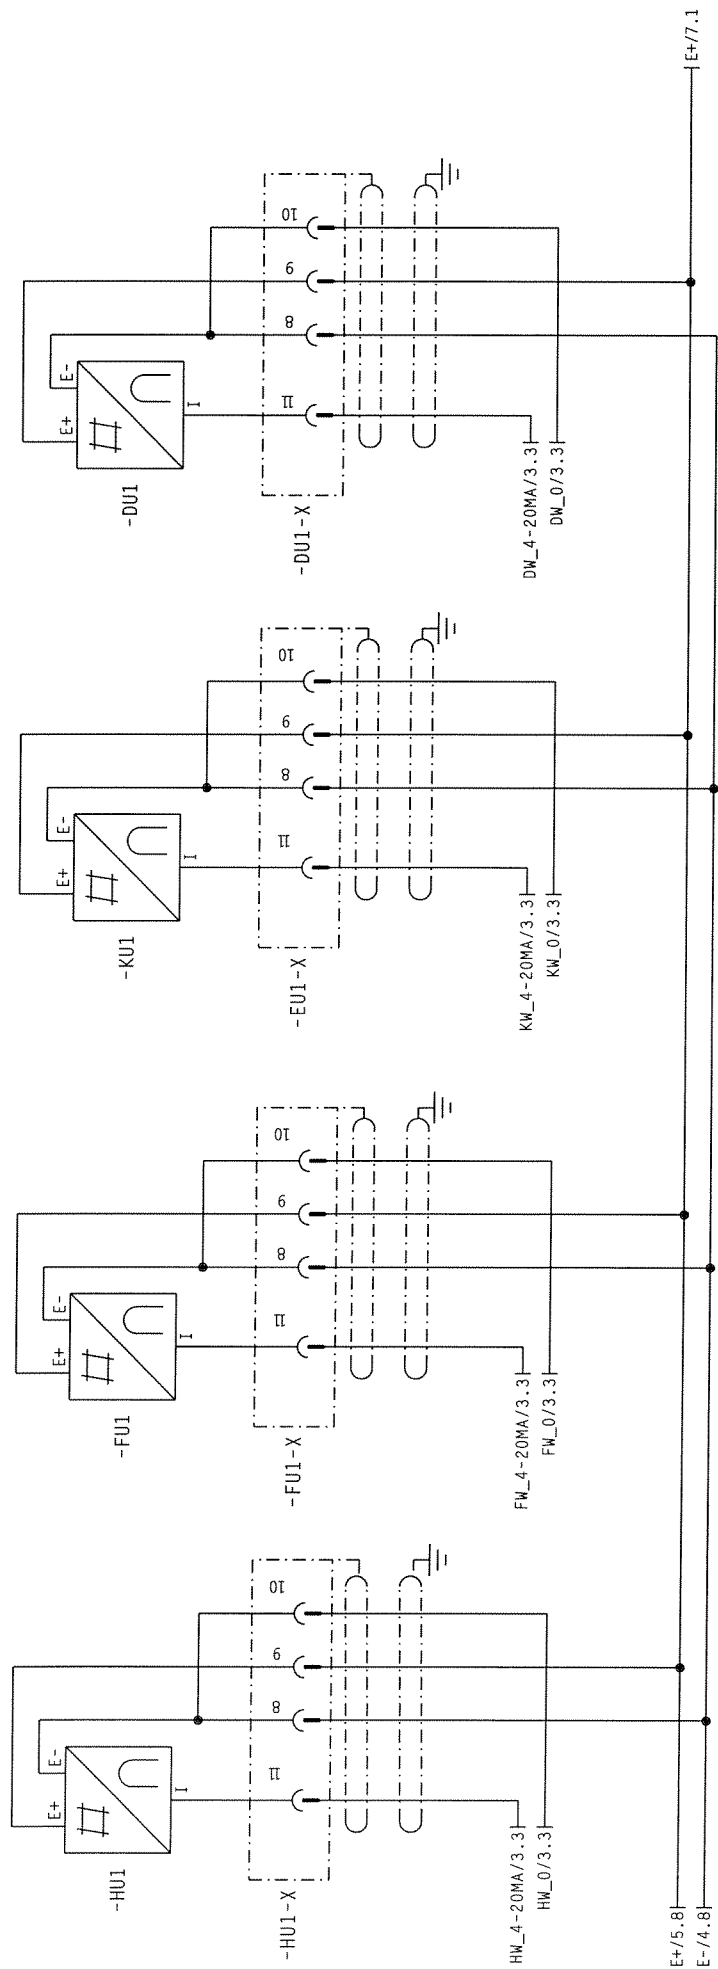 E+/5.8
E-/4.8
E+/7.1
-HU1
E+
E-
I
-HU1-X
11
8
9
10
HW_4-20MA/3.3
HW_0/3.3
-FU1
E+
E-
I
-FU1-X
11
8
9
10
FW_4-20MA/3.3
FW_0/3.3
-KU1
E+
E-
I
-EU1-X
11
8
9
10
KW_4-20MA/3.3
KW_0/3.3
-DU1
E+
E-
I
-DU1-X
11
8
9
10
DW_4-20MA/3.3
DW_0/3.3